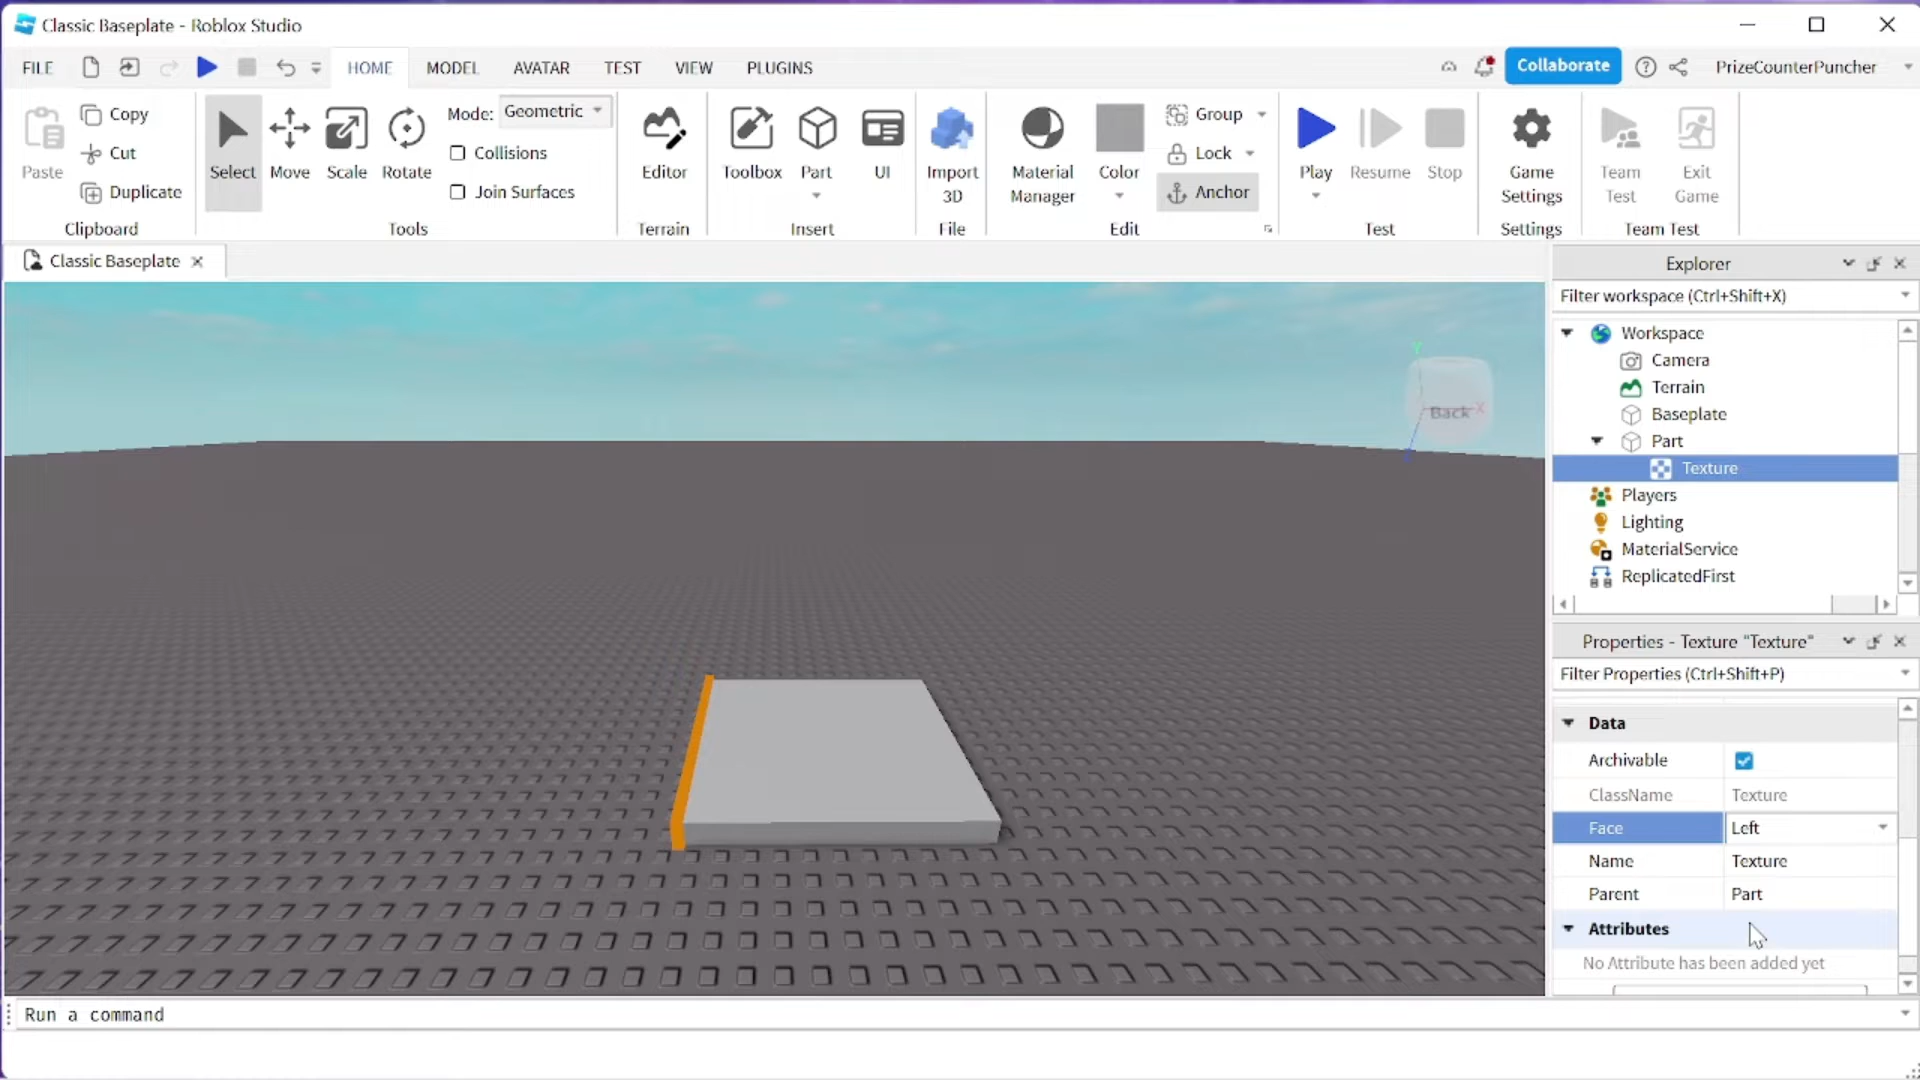 Classic Baseplate - Roblox Studio
FILE HOME MODEL AVATAR TEST VIEW PLUGINS Collaborate PrizeCounterPuncher
Paste
Copy
Cut
Duplicate
Clipboard
Select Move Scale Rotate
Mode: Geometric
Collisions
Join Surfaces
Tools
Editor
Terrain
Toolbox Part UI
Insert
Import
3D
File
Material
Manager
Color
Group
Lock
Anchor
Edit
Play Resume Stop
Test
Game
Settings
Settings
Team
Test
Exit
Game
Team Test
Classic Baseplate
Y
Back
X
Explorer
Filter workspace (Ctrl+Shift+X)
Workspace
Camera
Terrain
Baseplate
Part
Texture
Players
Lighting
MaterialService
ReplicatedFirst
Properties - Texture "Texture"
Filter Properties (Ctrl+Shift+P)
Data
Archivable
ClassName Texture
Face Left
Name Texture
Parent Part
Attributes
No Attribute has been added yet
Run a command